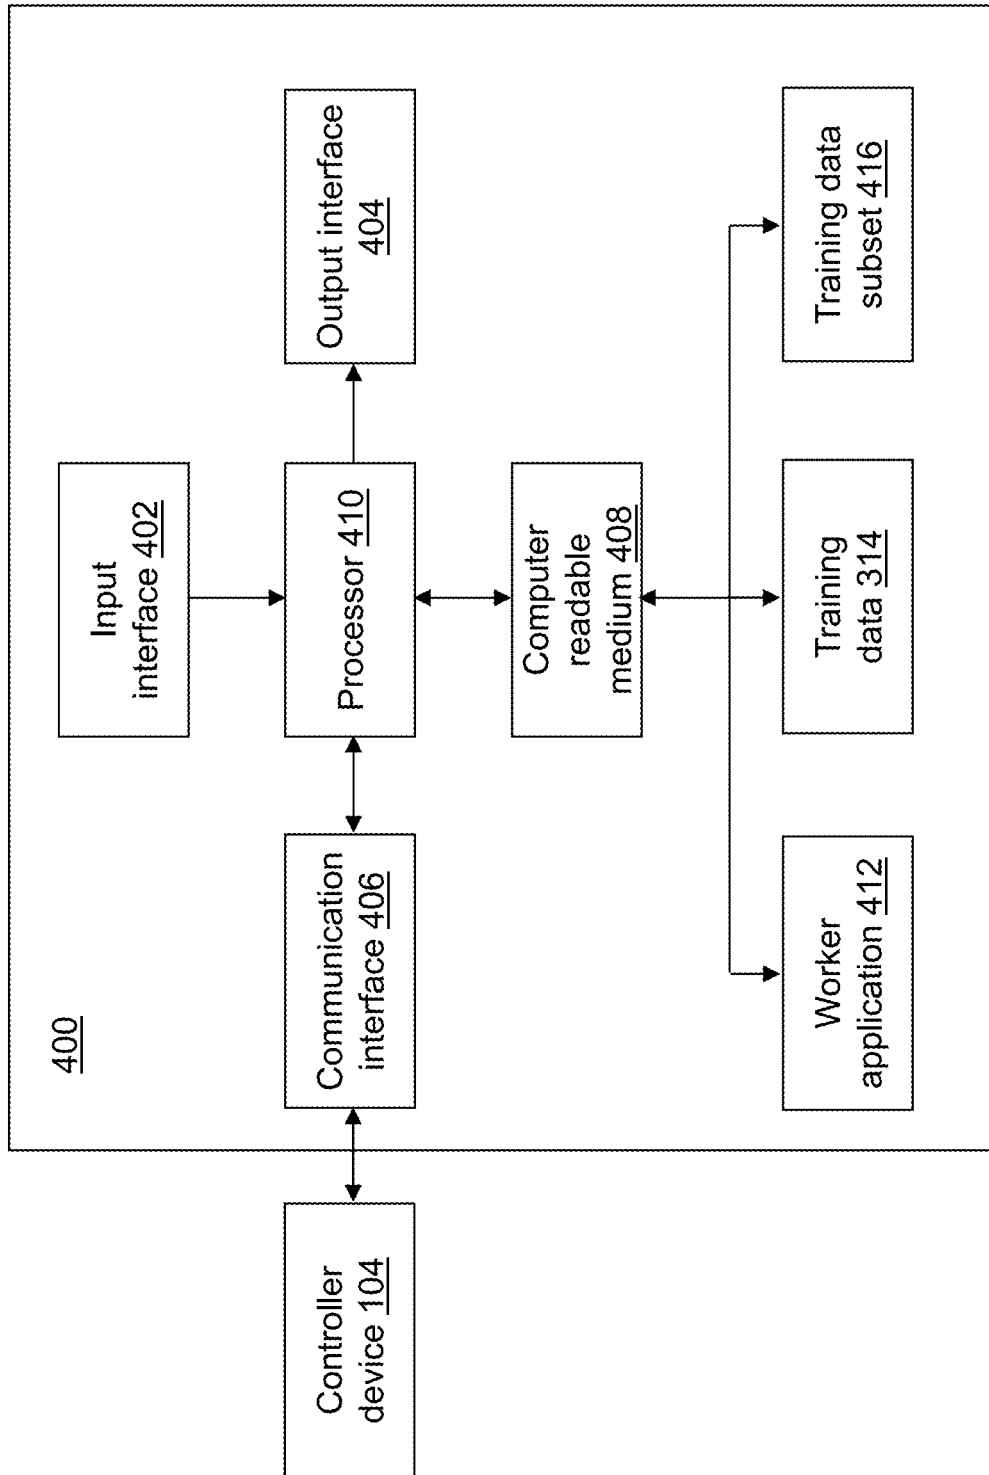 400
Input
interface 402
Controller
device 104
Communication
interface 406
Processor 410
Output interface
404
Computer
readable
medium 408
Worker
application 412
Training
data 314
Training data
subset 416